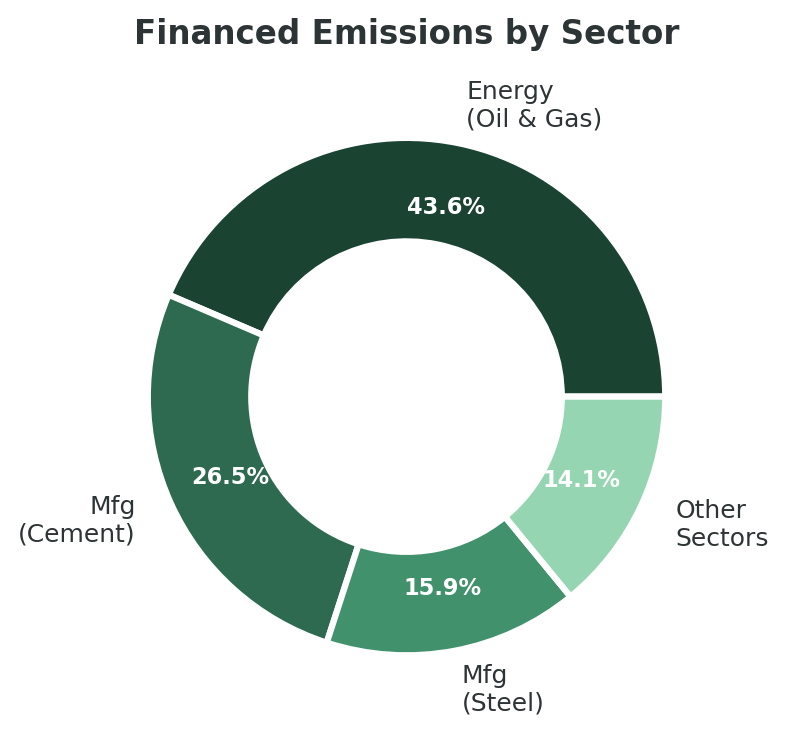 Financed Emissions by Sector
Energy
(Oil & Gas)
43.6%
26.5%
14.1%
Mfg
(Cement)
Other
Sectors
15.9%
Mfg
(Steel)